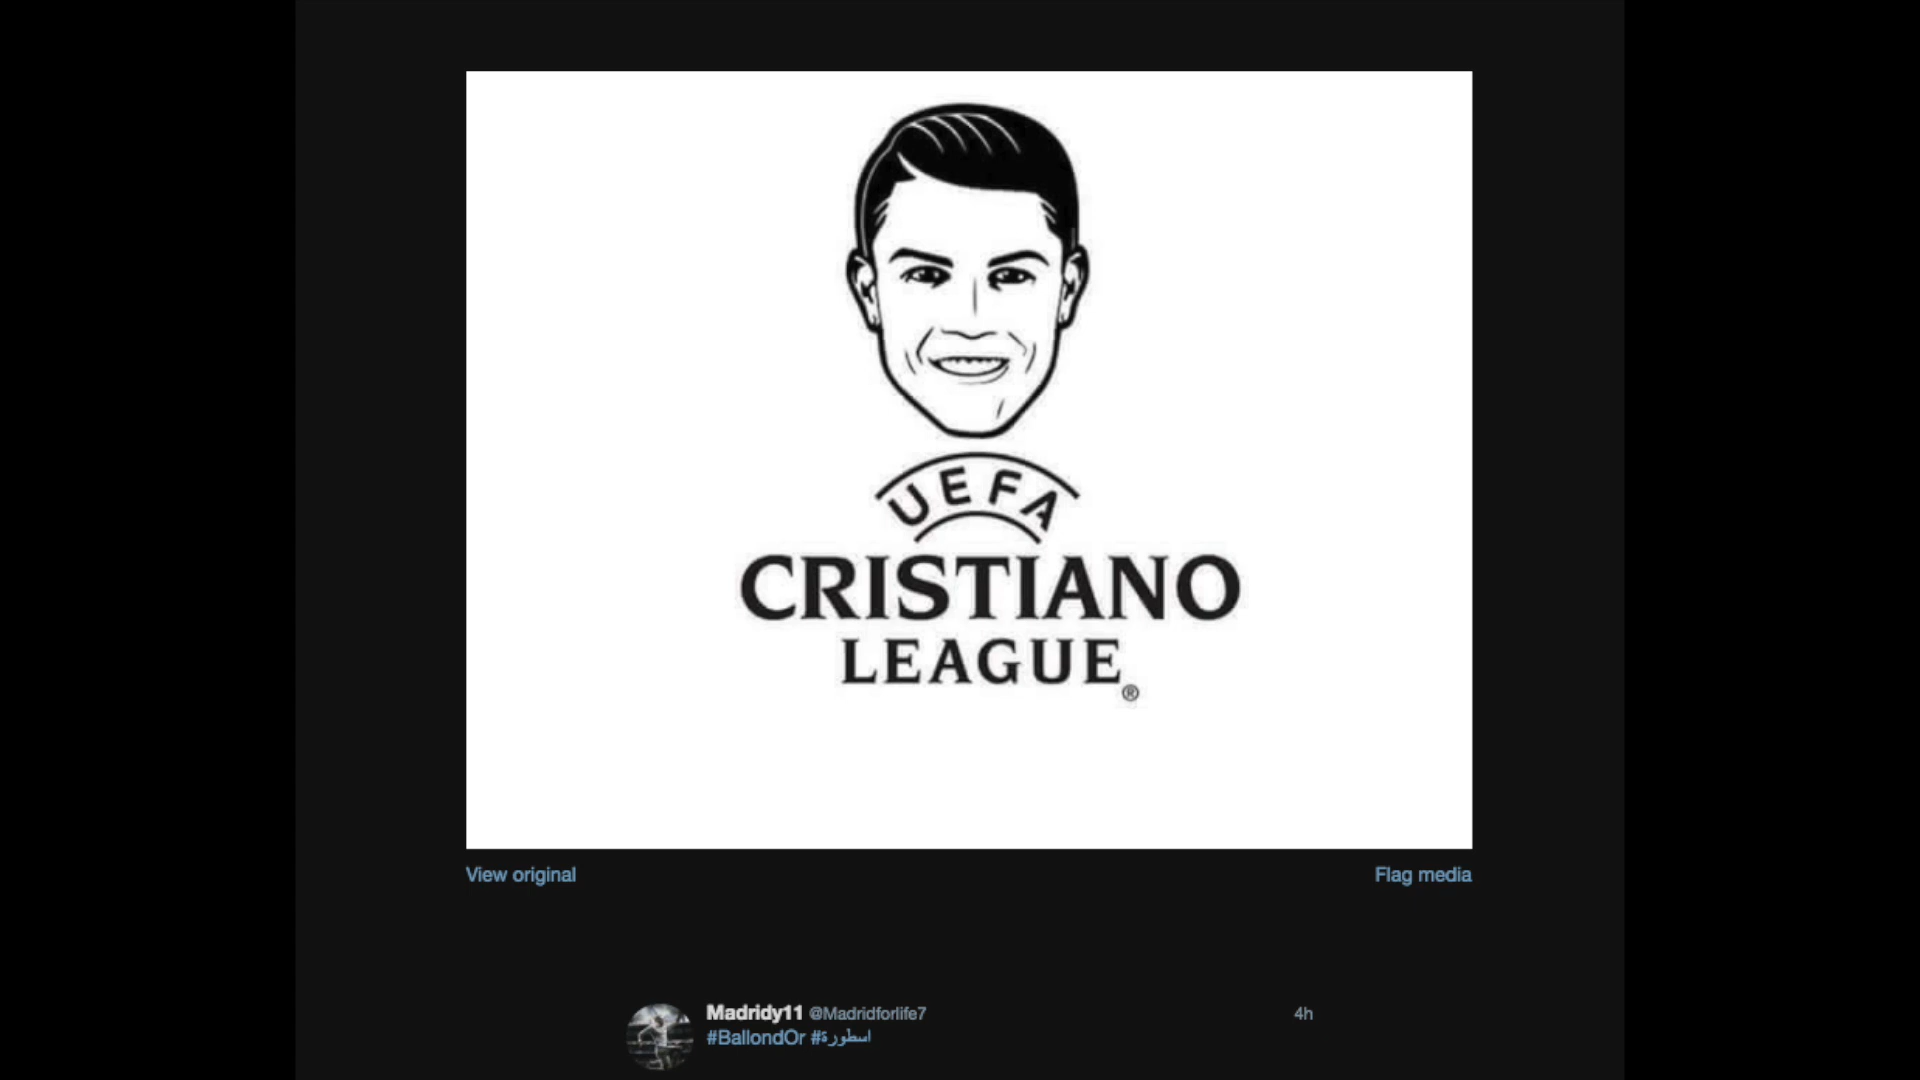 UEFA
CRISTIANO
LEAGUE®
View original
Flag media
Madridy11 @Madridforlife7 4h
#BallondOr #اسطورة